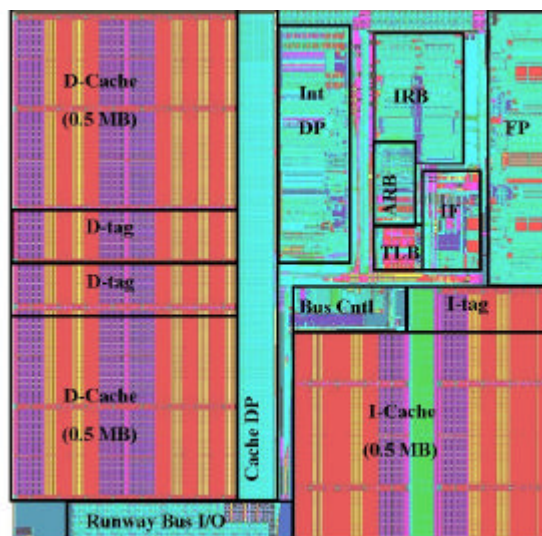 D-Cache
(0.5 MB)
D-tag
D-tag
D-Cache
(0.5 MB)
Cache DP
Runway Bus I/O
Int
DP
IRB
FP
ARB
IF
TLB
Bus Cntl
I-tag
I-Cache
(0.5 MB)